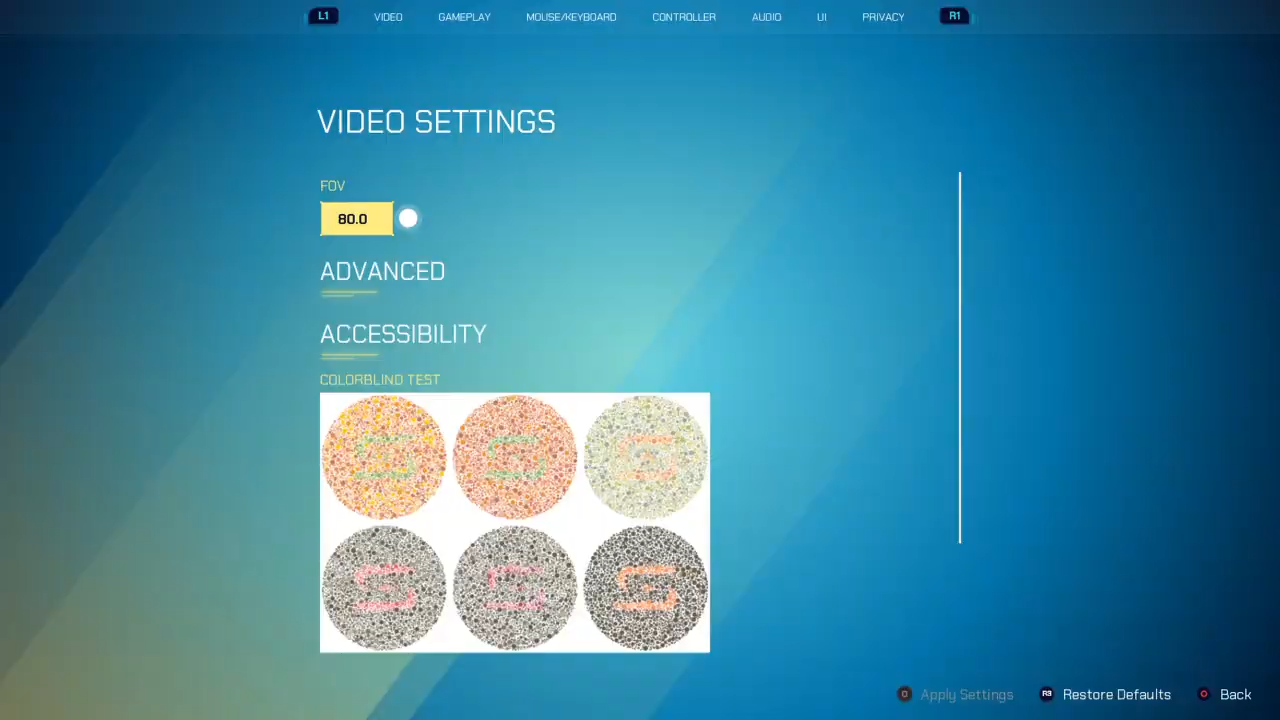 L1 VIDEO GAMEPLAY MOUSE/KEYBOARD CONTROLLER AUDIO UI PRIVACY R1
VIDEO SETTINGS
FOV
80.0
ADVANCED
ACCESSIBILITY
COLORBLIND TEST
Apply Settings R3 Restore Defaults Back